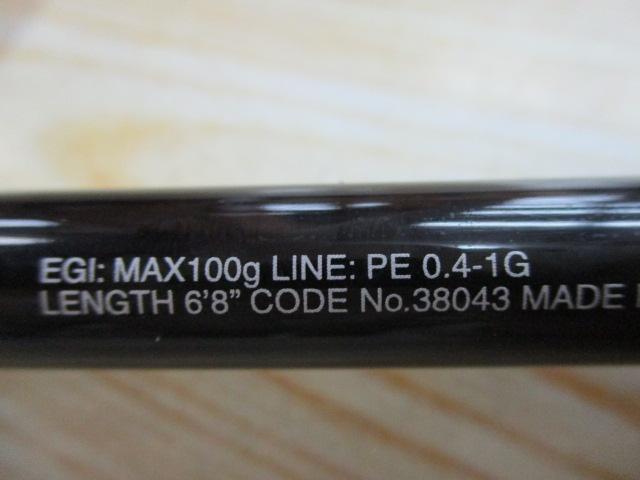 EGI: MAX100g LINE: PE 0.4-1G
LENGTH 6'8" CODE No.38043 MADE